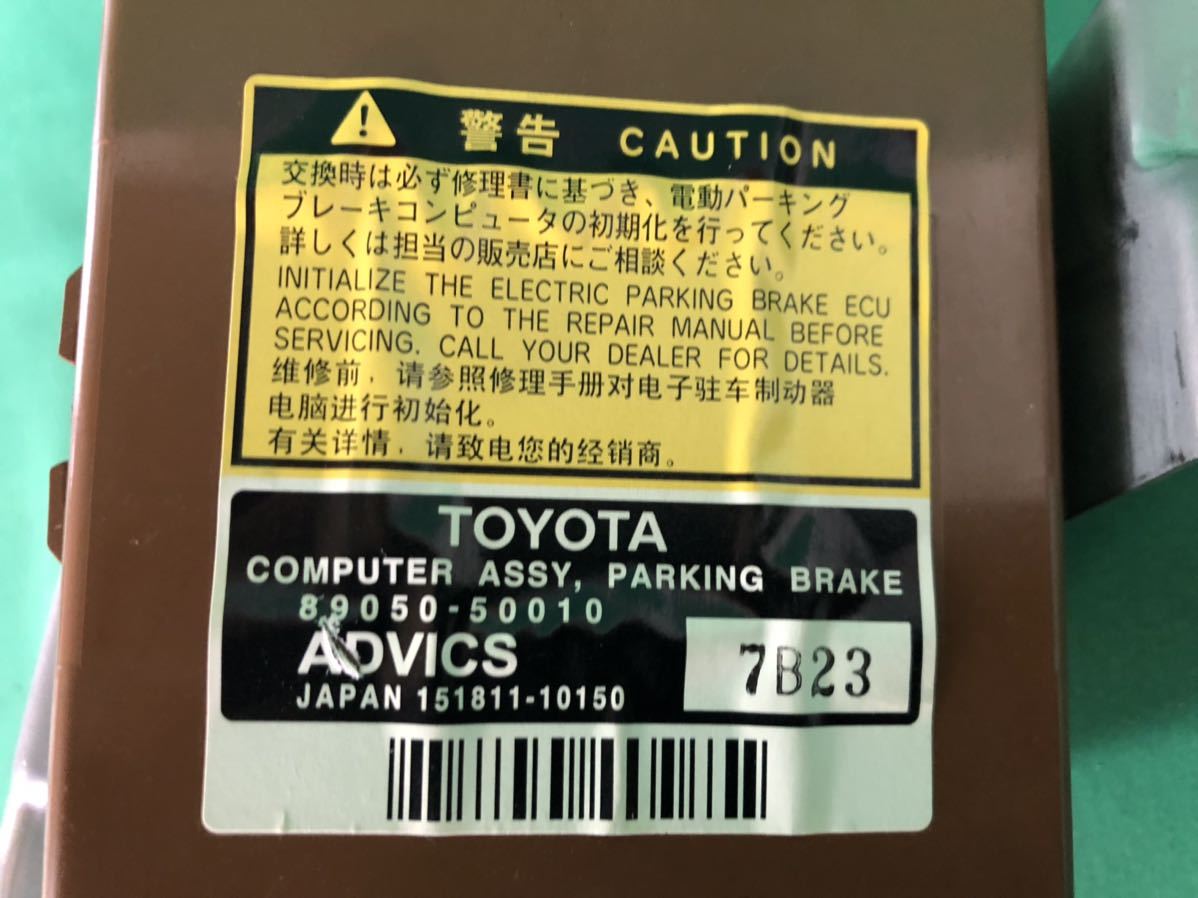 警告 CAUTION
交換時は必ず修理書に基づき、電動パーキング
ブレーキコンピュータの初期化を行ってください。
詳しくは担当の販売店にご相談ください。
INITIALIZE THE ELECTRIC PARKING BRAKE ECU
ACCORDING TO THE REPAIR MANUAL BEFORE
SERVICING. CALL YOUR DEALER FOR DETAILS.
维修前，请参照修理手册对电子驻车制动器
电脑进行初始化。
有关详情，请致电您的经销商。
TOYOTA
COMPUTER ASSY, PARKING BRAKE
89050-50010
ADVICS
JAPAN 151811-10150
7B23